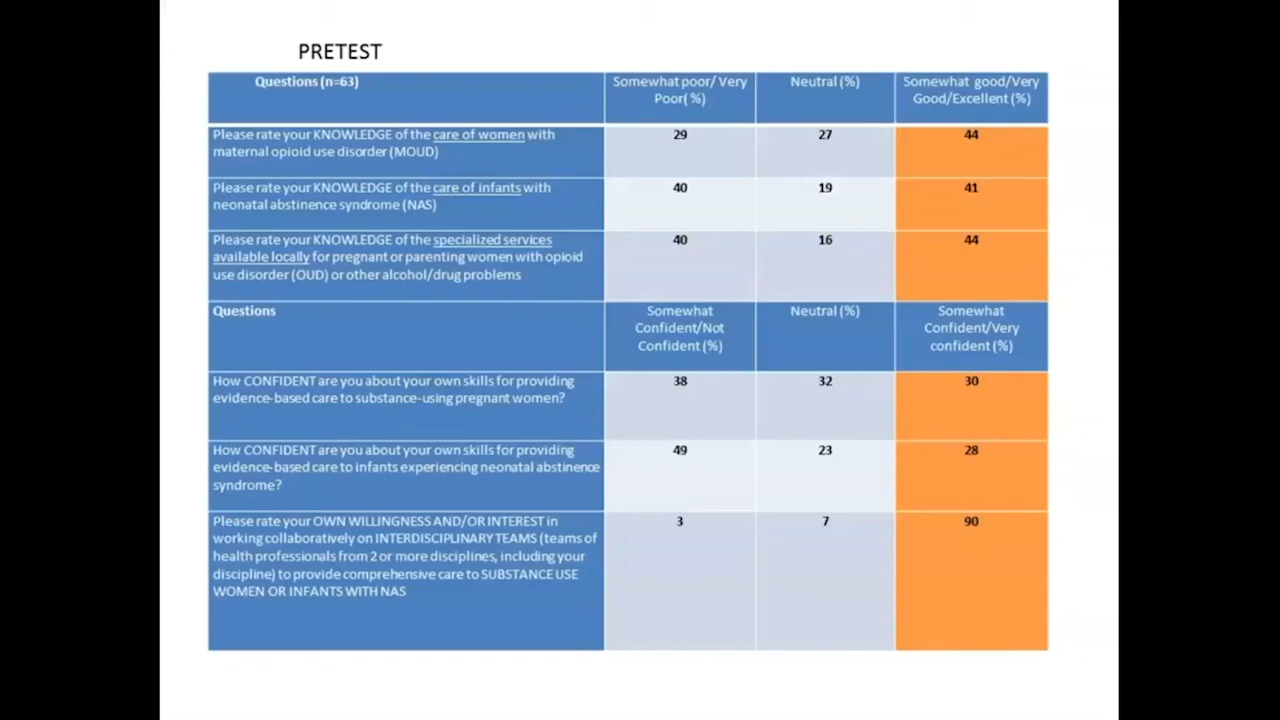 PRETEST
Questions (n=63)
Somewhat poor/ Very
Poor( %)
Neutral (%)
Somewhat good/Very
Good/Excellent (%)
Please rate your KNOWLEDGE of the care of women with
maternal opioid use disorder (MOUD)
29
27
44
Please rate your KNOWLEDGE of the care of infants with
neonatal abstinence syndrome (NAS)
40
19
41
Please rate your KNOWLEDGE of the specialized services
available locally for pregnant or parenting women with opioid
use disorder (OUD) or other alcohol/drug problems
40
16
44
Questions
Somewhat
Confident/Not
Confident (%)
Neutral (%)
Somewhat
Confident/Very
confident (%)
How CONFIDENT are you about your own skills for providing
evidence-based care to substance-using pregnant women?
38
32
30
How CONFIDENT are you about your own skills for providing
evidence-based care to infants experiencing neonatal abstinence
syndrome?
49
23
28
Please rate your OWN WILLINGNESS AND/OR INTEREST in
working collaboratively on INTERDISCIPLINARY TEAMS (teams of
health professionals from 2 or more disciplines, including your
discipline) to provide comprehensive care to SUBSTANCE USE
WOMEN OR INFANTS WITH NAS
3
7
90